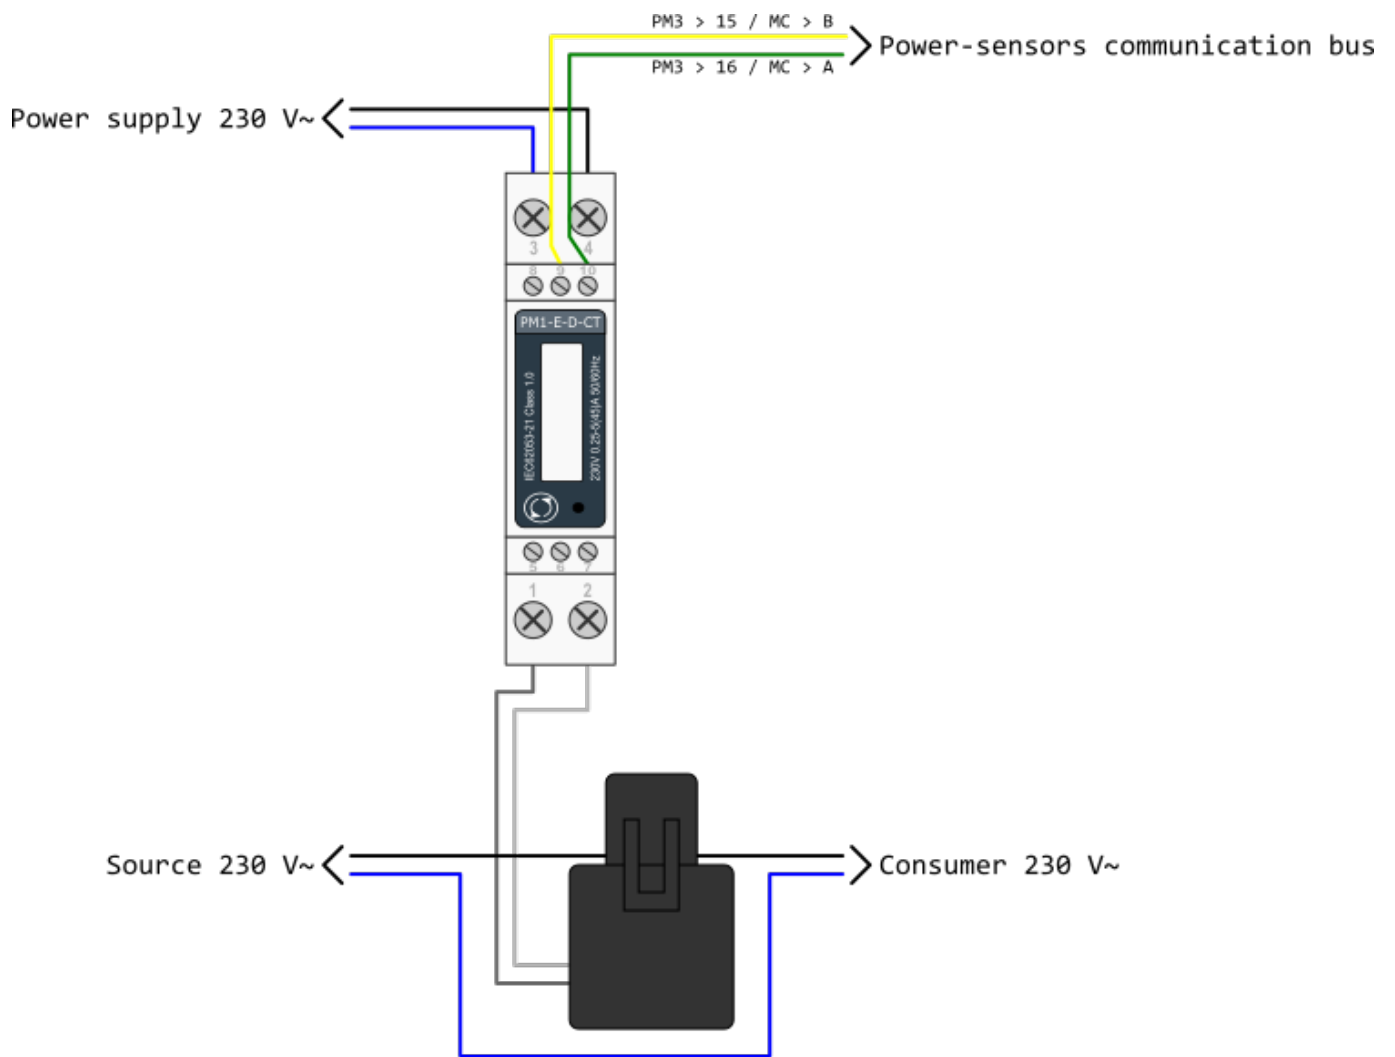 PM3 > 15 / MC > B
Power-sensors communication bus
PM3 > 16 / MC > A
Power supply 230 V~
3 4
8 9 10
PM1-E-D-CT
IEC62053-21 Class 1.0
230V 0.25-5(45)A 50/60Hz
5 6 7
1 2
Source 230 V~
Consumer 230 V~